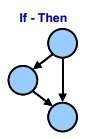 If - Then